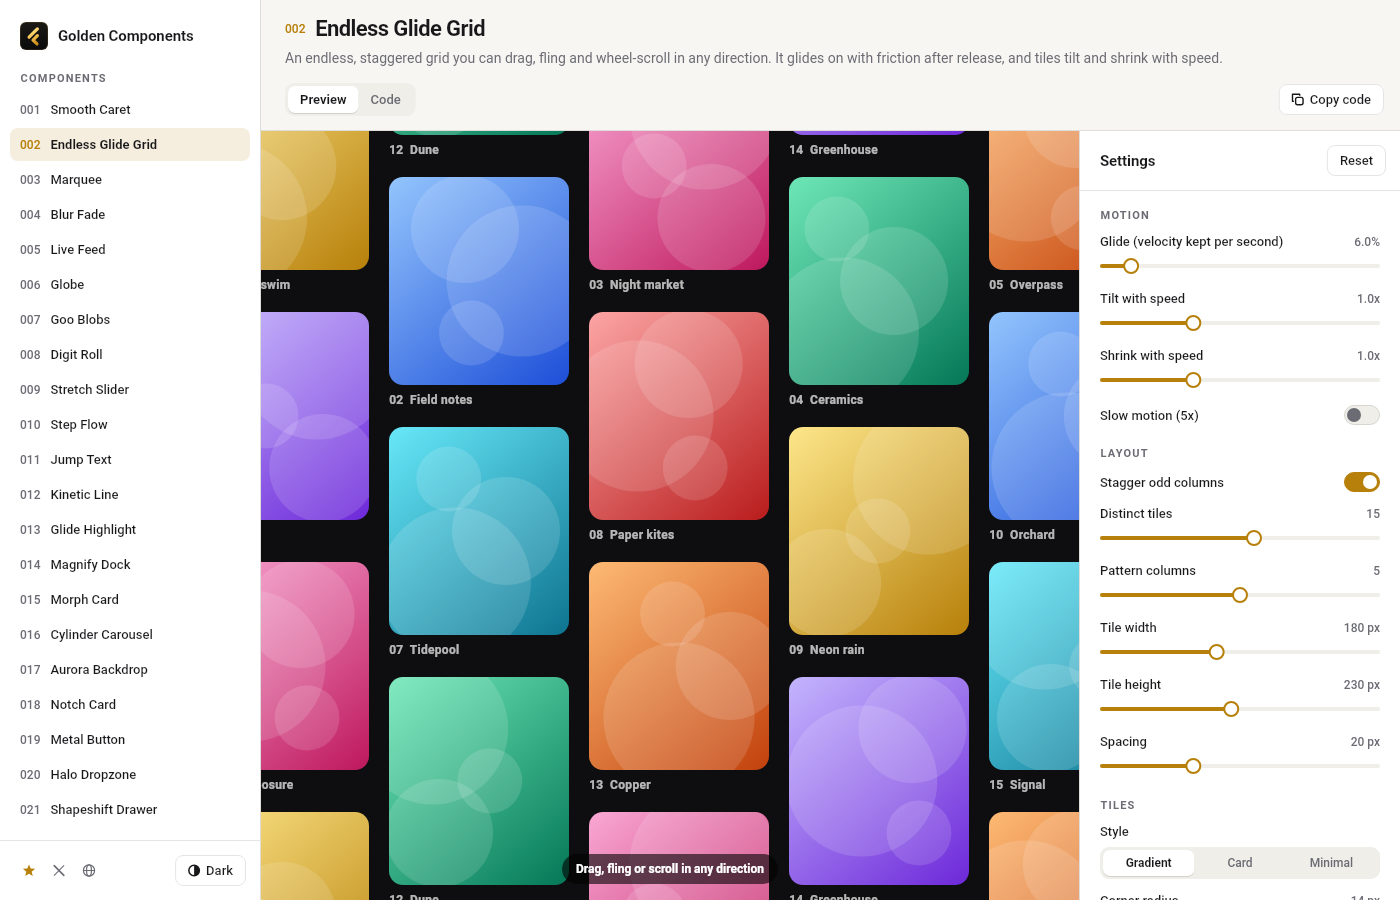 Golden Components
COMPONENTS
001 Smooth Caret
002 Endless Glide Grid
003 Marquee
004 Blur Fade
005 Live Feed
006 Globe
007 Goo Blobs
008 Digit Roll
009 Stretch Slider
010 Step Flow
011 Jump Text
012 Kinetic Line
013 Glide Highlight
014 Magnify Dock
015 Morph Card
016 Cylinder Carousel
017 Aurora Backdrop
018 Notch Card
019 Metal Button
020 Halo Dropzone
021 Shapeshift Drawer
Dark
002 Endless Glide Grid
An endless, staggered grid you can drag, fling and wheel-scroll in any direction. It glides on with friction after release, and tiles tilt and shrink with speed.
Preview Code
Copy code
12 Dune
14 Greenhouse
swim
03 Night market
05 Overpass
02 Field notes
04 Ceramics
08 Paper kites
10 Orchard
07 Tidepool
09 Neon rain
osure
13 Copper
15 Signal
Drag, fling or scroll in any direction
12 Dune
14 Greenhouse
Settings
Reset
MOTION
Glide (velocity kept per second) 6.0%
Tilt with speed 1.0x
Shrink with speed 1.0x
Slow motion (5x)
LAYOUT
Stagger odd columns
Distinct tiles 15
Pattern columns 5
Tile width 180 px
Tile height 230 px
Spacing 20 px
TILES
Style
Gradient Card Minimal
Corner radius 14 px